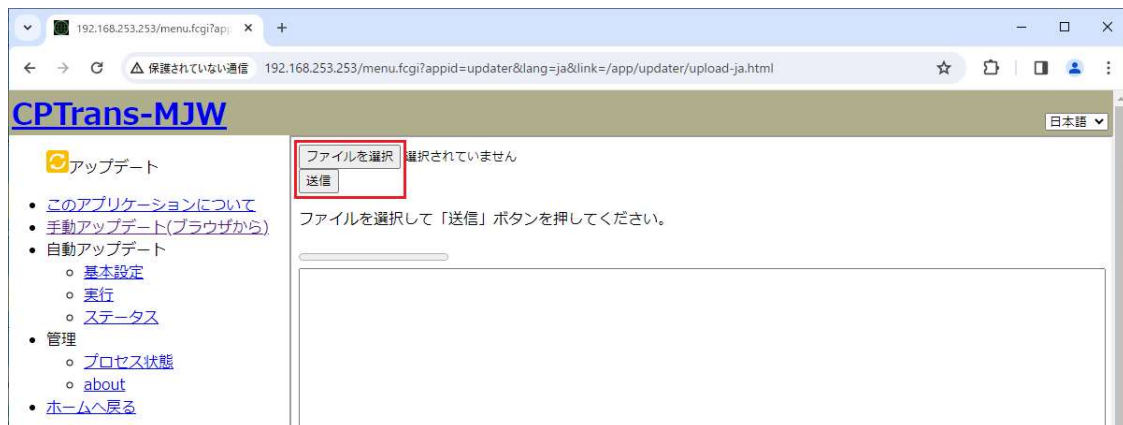 192.168.253.253/menu.fcgi?app
保護されていない通信 192.168.253.253/menu.fcgi?appid=updater&lang=ja&link=/app/updater/upload-ja.html
CPTrans-MJW
日本語
アップデート
このアプリケーションについて
手動アップデート(ブラウザから)
自動アップデート
基本設定
実行
ステータス
管理
プロセス状態
about
ホームへ戻る
ファイルを選択 選択されていません
送信
ファイルを選択して「送信」ボタンを押してください。